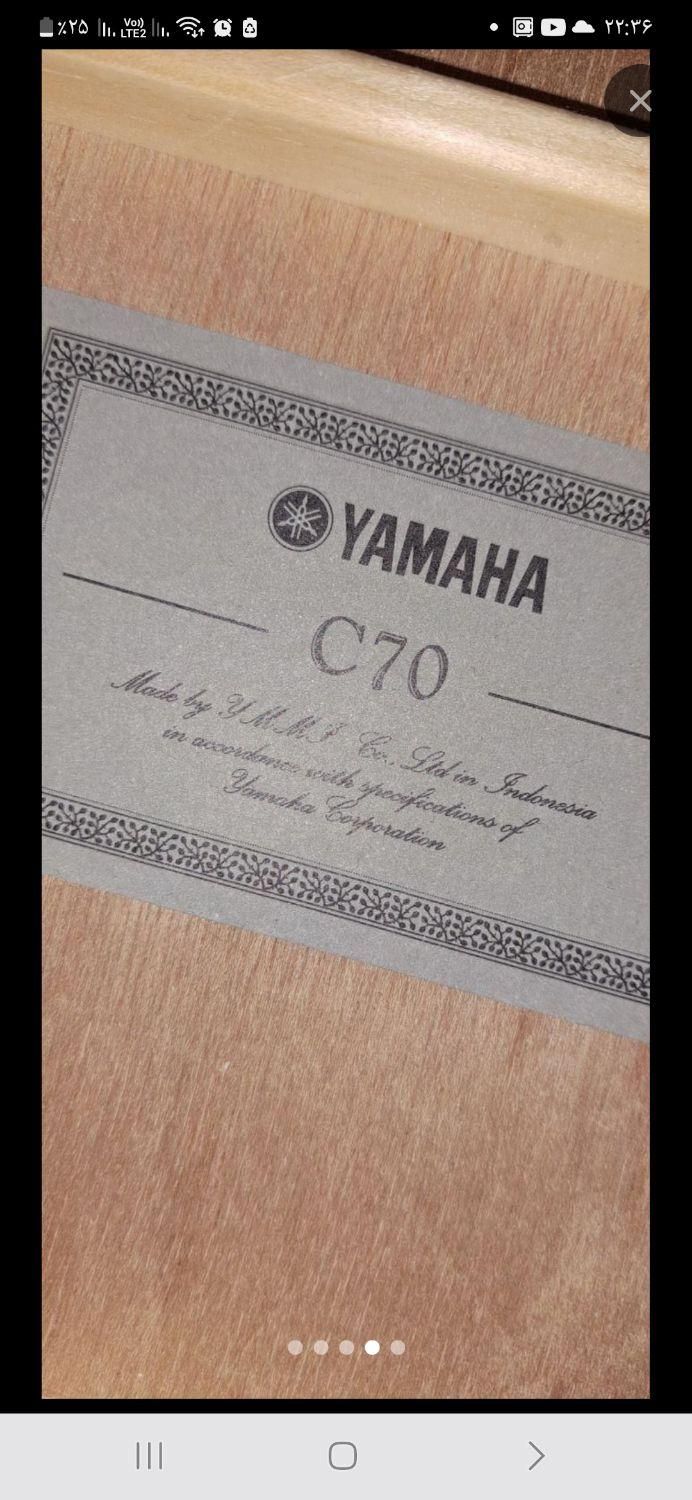 ٪۲۵ Vo)) LTE2 ۲۲:۳۶
YAMAHA
C70
Made by Y.M.M.I Co., Ltd in Indonesia
in accordance with specifications of
Yamaha Corporation